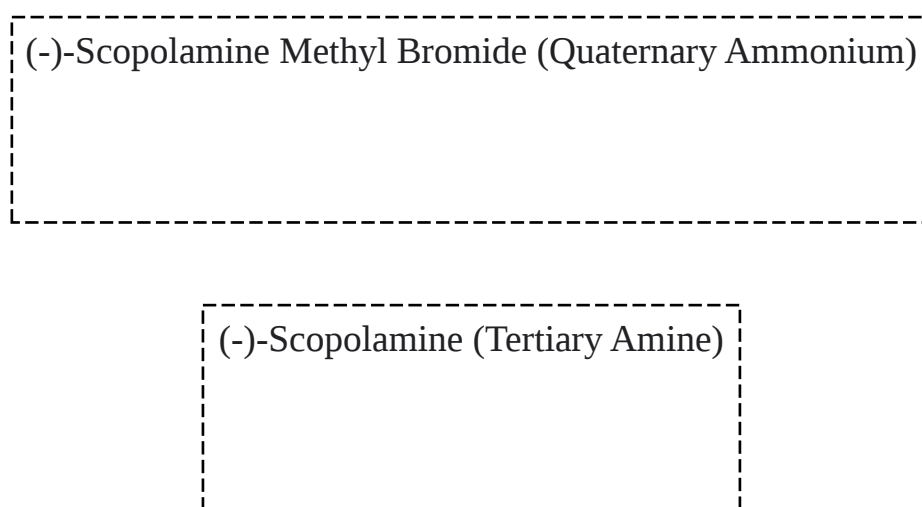 (-)-Scopolamine Methyl Bromide (Quaternary Ammonium)
(-)-Scopolamine (Tertiary Amine)